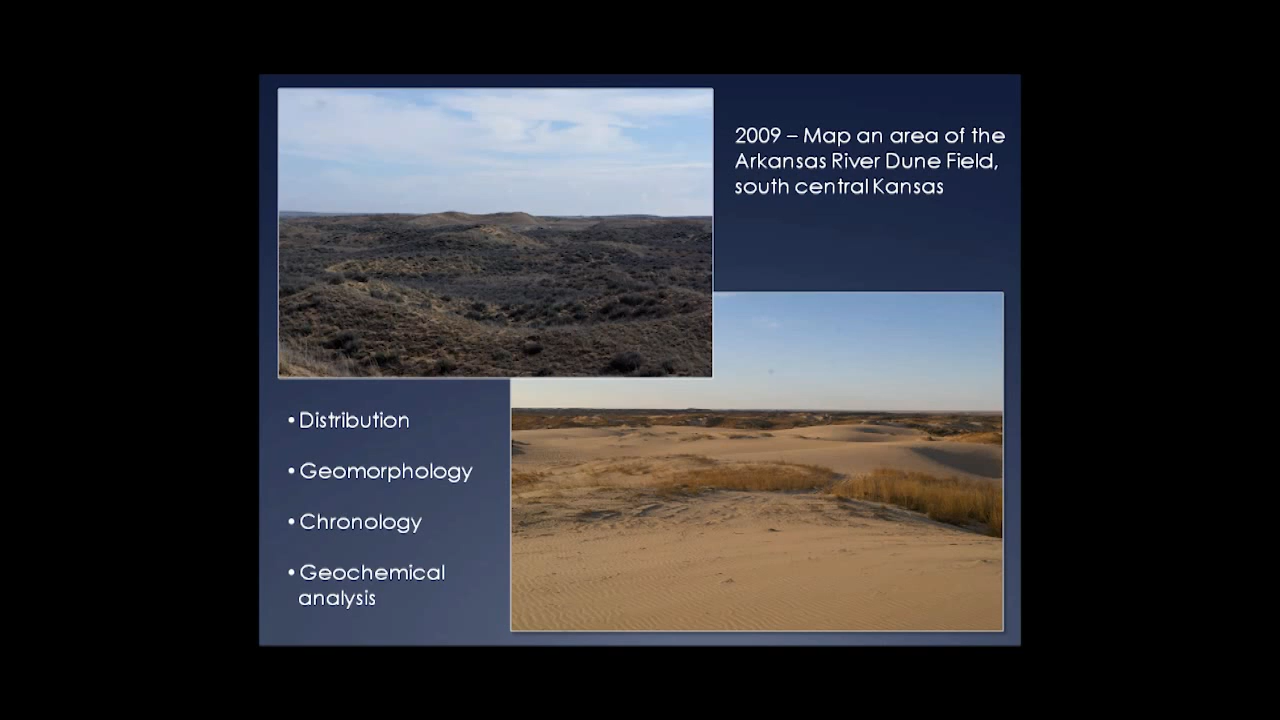 2009 – Map an area of the
Arkansas River Dune Field,
south central Kansas
• Distribution
• Geomorphology
• Chronology
• Geochemical
analysis